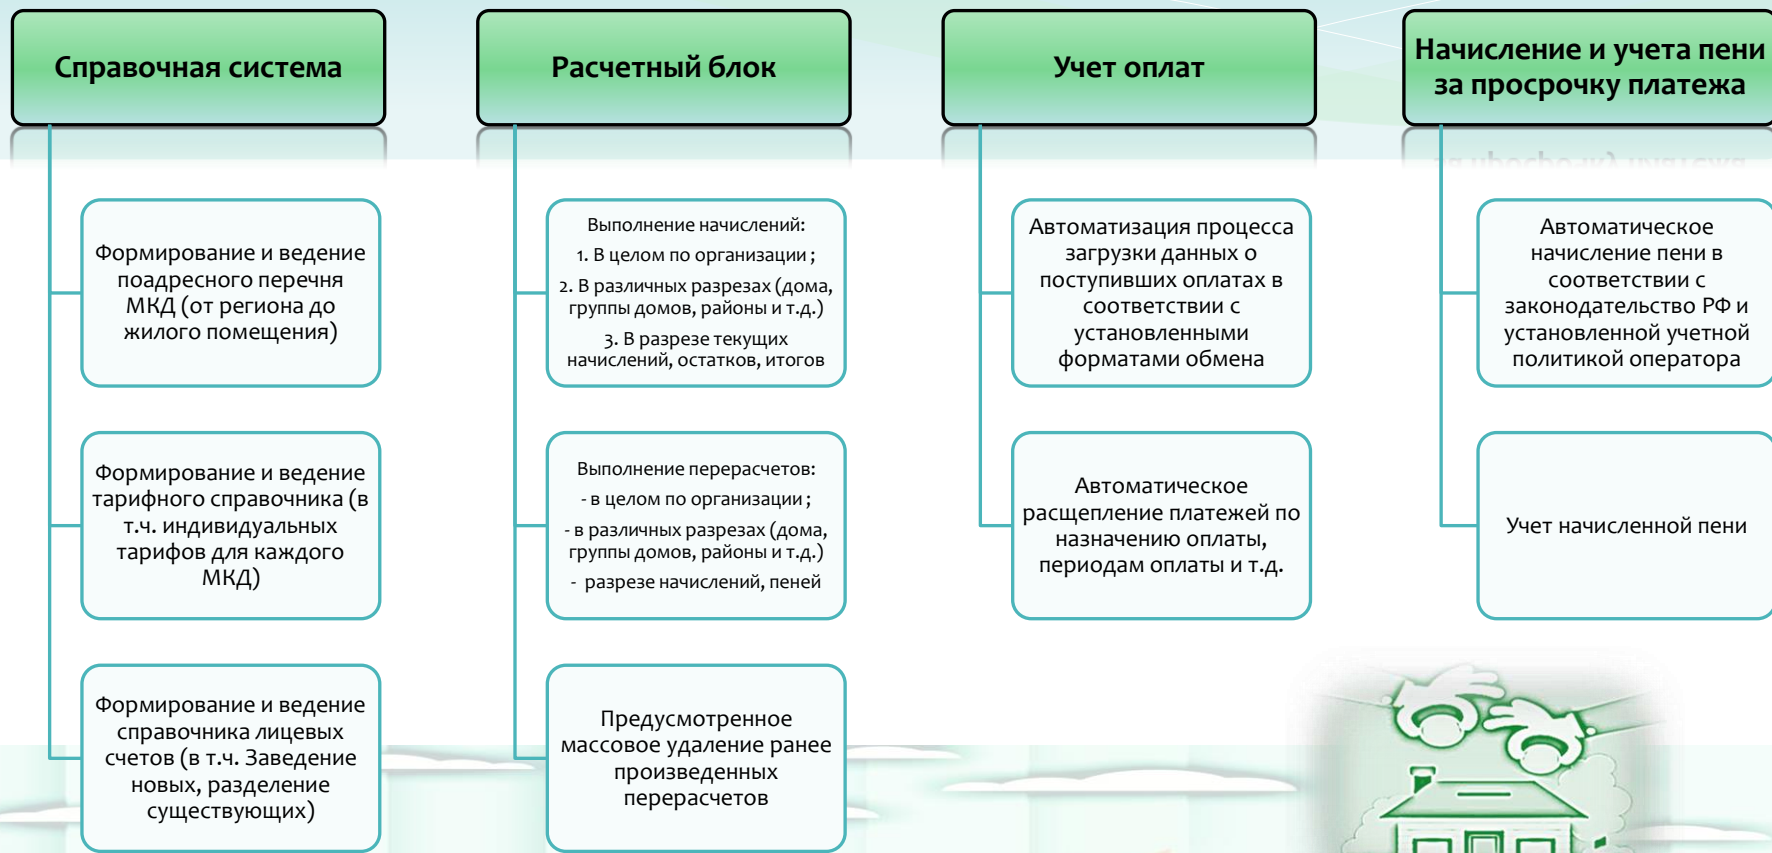 Справочная система
Формирование и ведение
поадресного перечня
МКД (от региона до
жилого помещения)
Формирование и ведение
тарифного справочника (в
т.ч. индивидуальных
тарифов для каждого
МКД)
Формирование и ведение
справочника лицевых
счетов (в т.ч. Заведение
новых, разделение
существующих)
Расчетный блок
Выполнение начислений:
1. В целом по организации ;
2. В различных разрезах (дома,
группы домов, районы и т.д.)
3. В разрезе текущих
начислений, остатков, итогов
Выполнение перерасчетов:
- в целом по организации ;
- в различных разрезах (дома,
группы домов, районы и т.д.)
- разрезе начислений, пеней
Предусмотренное
массовое удаление ранее
произведенных
перерасчетов
Учет оплат
Автоматизация процесса
загрузки данных о
поступивших оплатах в
соответствии с
установленными
форматами обмена
Автоматическое
расщепление платежей по
назначению оплаты,
периодам оплаты и т.д.
Начисление и учета пени
за просрочку платежа
Автоматическое
начисление пени в
соответствии с
законодательство РФ и
установленной учетной
политикой оператора
Учет начисленной пени